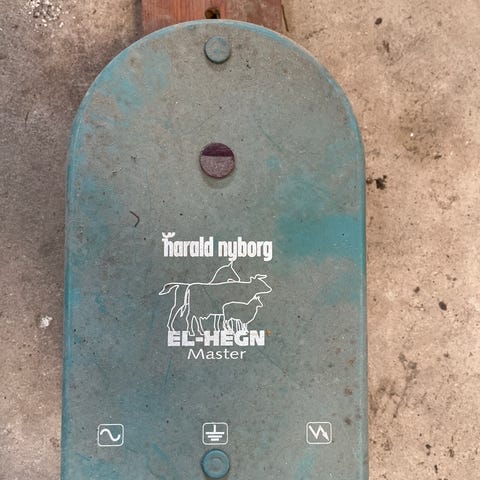 harald nyborg
EL-HEGN
Master